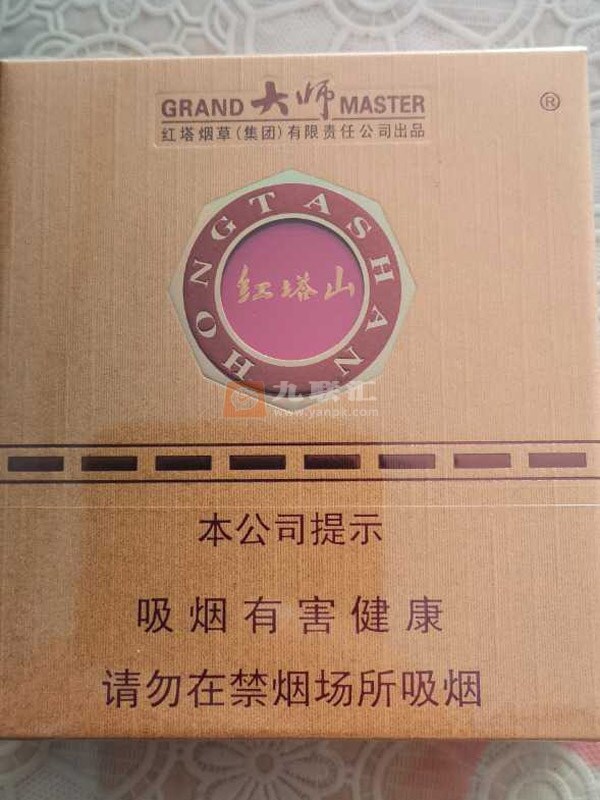 GRAND 大师 MASTER
®
红塔烟草(集团)有限责任公司出品
HONGTASHAN
红塔山
九联汇
www.yanpk.com
本公司提示
吸烟有害健康
请勿在禁烟场所吸烟